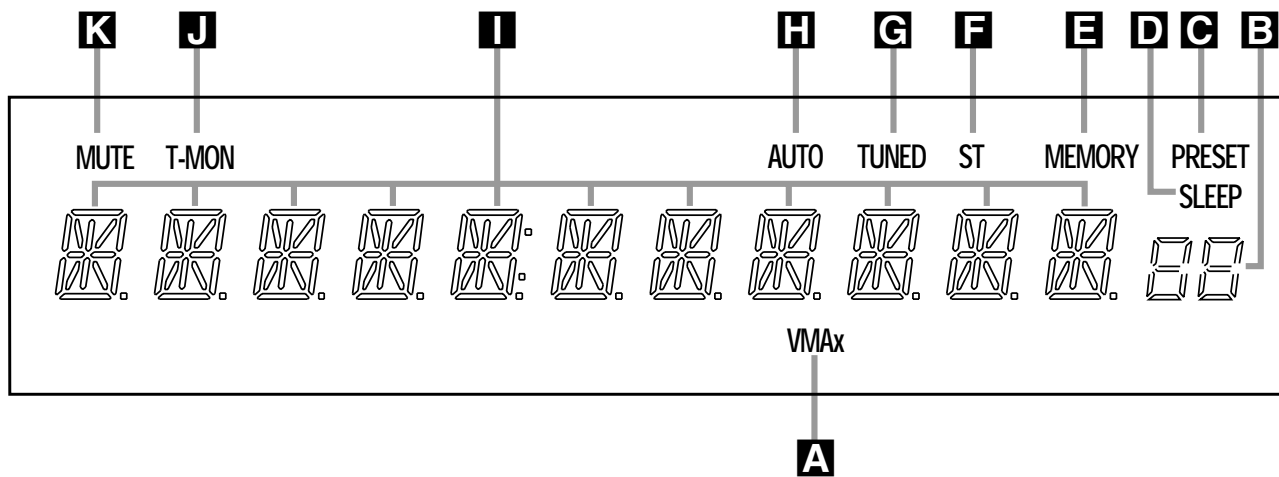 K J I H G F E D C B
MUTE T-MON AUTO TUNED ST MEMORY PRESET
SLEEP
VMAx
A